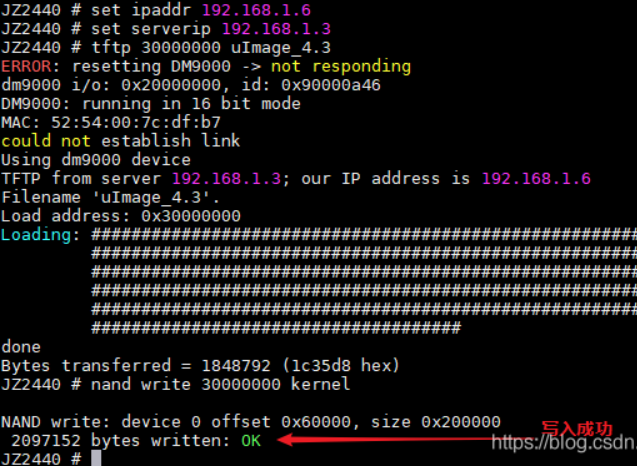 JZ2440 # set ipaddr 192.168.1.6
JZ2440 # set serverip 192.168.1.3
JZ2440 # tftp 30000000 uImage_4.3
ERROR: resetting DM9000 -> not responding
dm9000 i/o: 0x20000000, id: 0x90000a46
DM9000: running in 16 bit mode
MAC: 52:54:00:7c:df:b7
could not establish link
Using dm9000 device
TFTP from server 192.168.1.3; our IP address is 192.168.1.6
Filename 'uImage_4.3'.
Load address: 0x30000000
Loading: #######################################################
#######################################################
#######################################################
#######################################################
#######################################################
#####################################
done
Bytes transferred = 1848792 (1c35d8 hex)
JZ2440 # nand write 30000000 kernel
NAND write: device 0 offset 0x60000, size 0x200000
2097152 bytes written: OK
写入成功
https://blog.csdn.
JZ2440 #